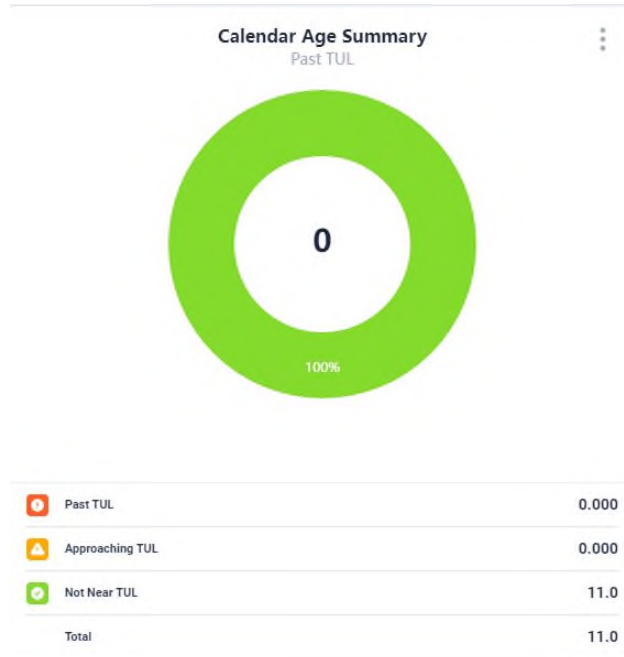 Calendar Age Summary
Past TUL
0
100%
Past TUL 0.000
Approaching TUL 0.000
Not Near TUL 11.0
Total 11.0